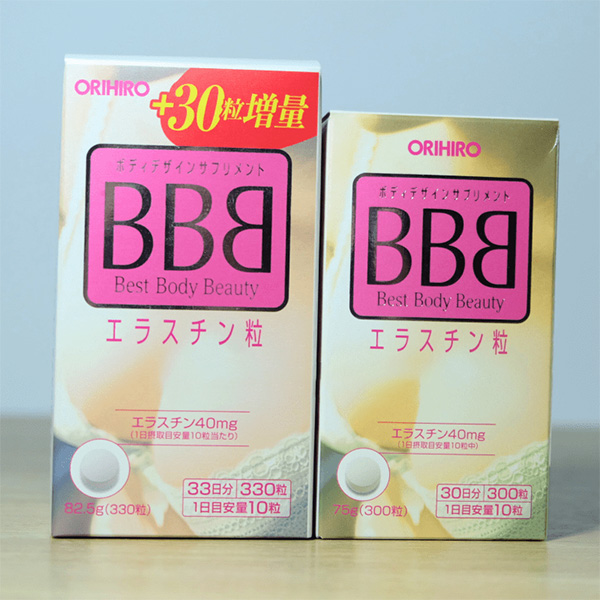 ORIHIRO
+30粒増量
ボディデザインサプリメント
BBB
Best Body Beauty
エラスチン粒
エラスチン40mg
(1日摂取目安量10粒当たり)
82.5g(330粒)
33日分 330粒
1日目安量10粒
ORIHIRO
ボディデザインサプリメント
BBB
Best Body Beauty
エラスチン粒
エラスチン40mg
(1日摂取目安量10粒中)
75g(300粒)
30日分 300粒
1日目安量10粒